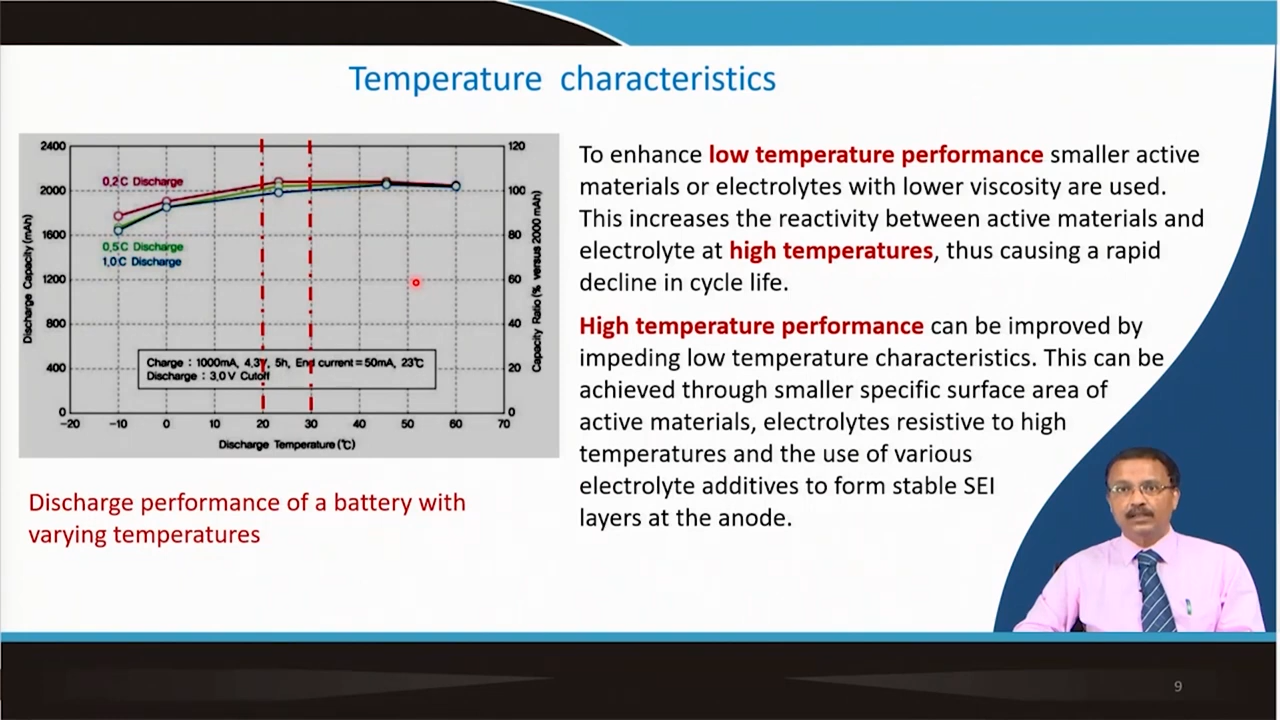 Temperature characteristics
2400
2000
1600
1200
800
400
0
120
100
80
60
40
20
0
-20 -10 0 10 20 30 40 50 60 70
Discharge Capacity (mAh)
Capacity Ratio (% versus 2000 mAh)
0,2 C Discharge
0,5 C Discharge
1,0 C Discharge
Charge : 1000mA, 4,3V, 5h, End current = 50mA, 23℃
Discharge : 3,0 V Cutoff
Discharge Temperature (℃)
Discharge performance of a battery with
varying temperatures
To enhance low temperature performance smaller active
materials or electrolytes with lower viscosity are used.
This increases the reactivity between active materials and
electrolyte at high temperatures, thus causing a rapid
decline in cycle life.
High temperature performance can be improved by
impeding low temperature characteristics. This can be
achieved through smaller specific surface area of
active materials, electrolytes resistive to high
temperatures and the use of various
electrolyte additives to form stable SEI
layers at the anode.
9